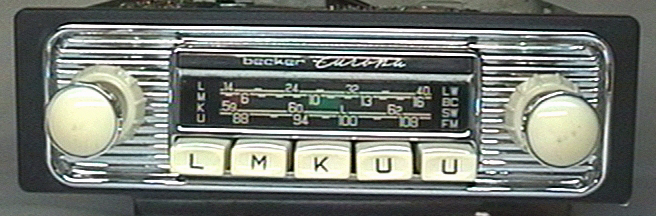 becker Europa
L 14 24 32 40 LW
M 6 10 13 16 BC
K 59 60 L 62 SW
U 88 94 100 108 FM
L M K U U